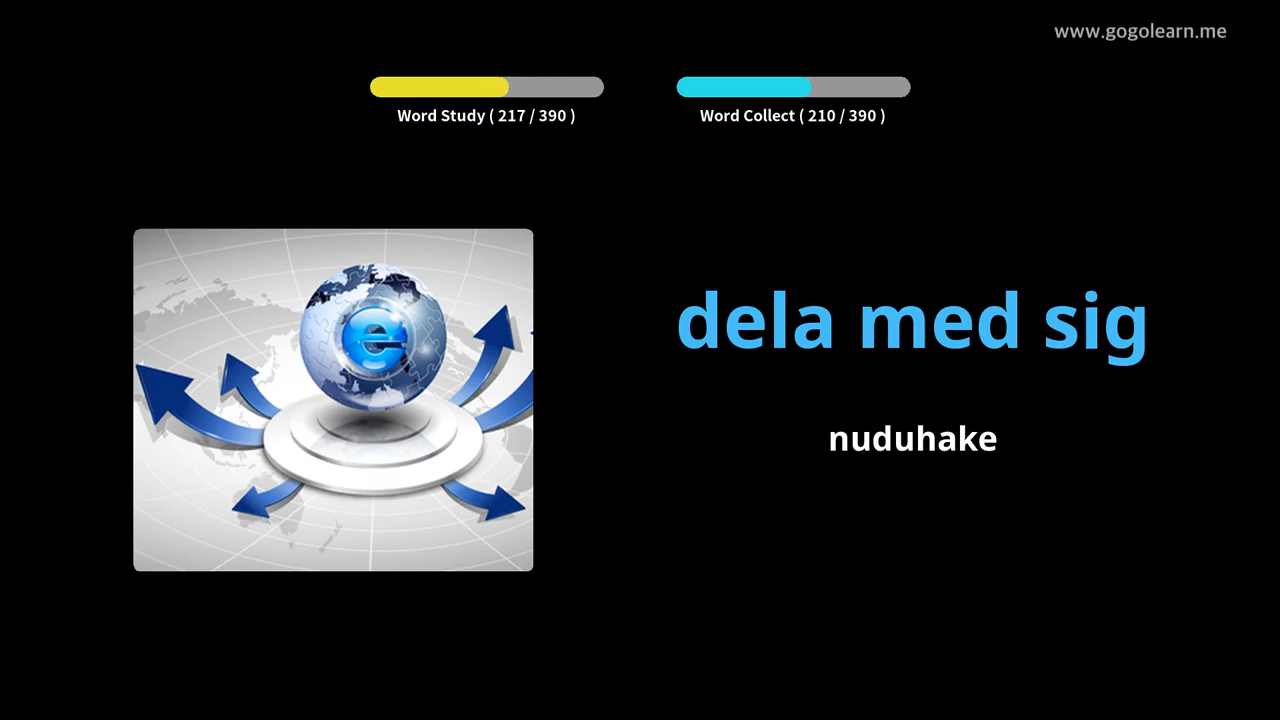 www.gogolearn.me
Word Study ( 217 / 390 )
Word Collect ( 210 / 390 )
e
dela med sig
nuduhake